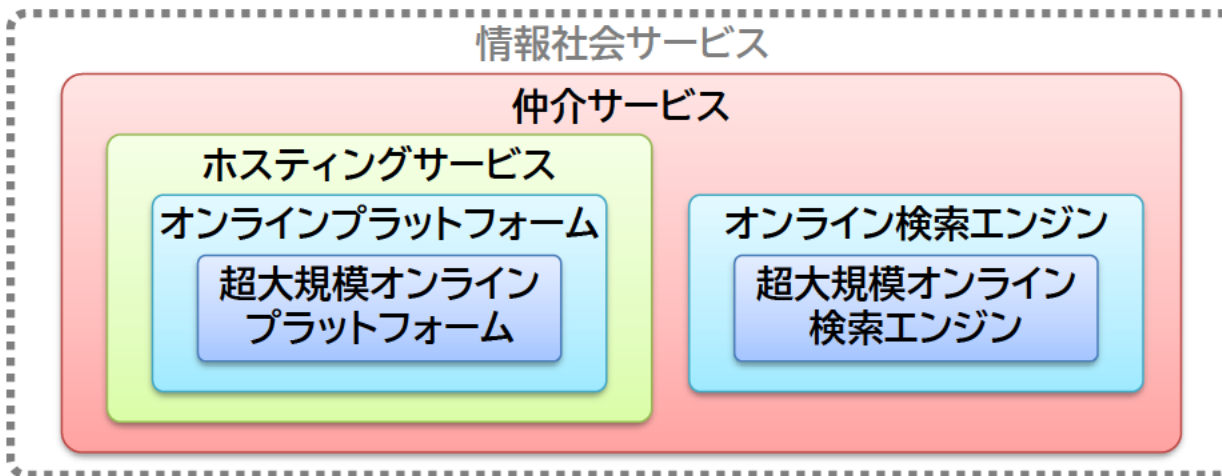 情報社会サービス
仲介サービス
ホスティングサービス
オンラインプラットフォーム
超大規模オンライン
プラットフォーム
オンライン検索エンジン
超大規模オンライン
検索エンジン